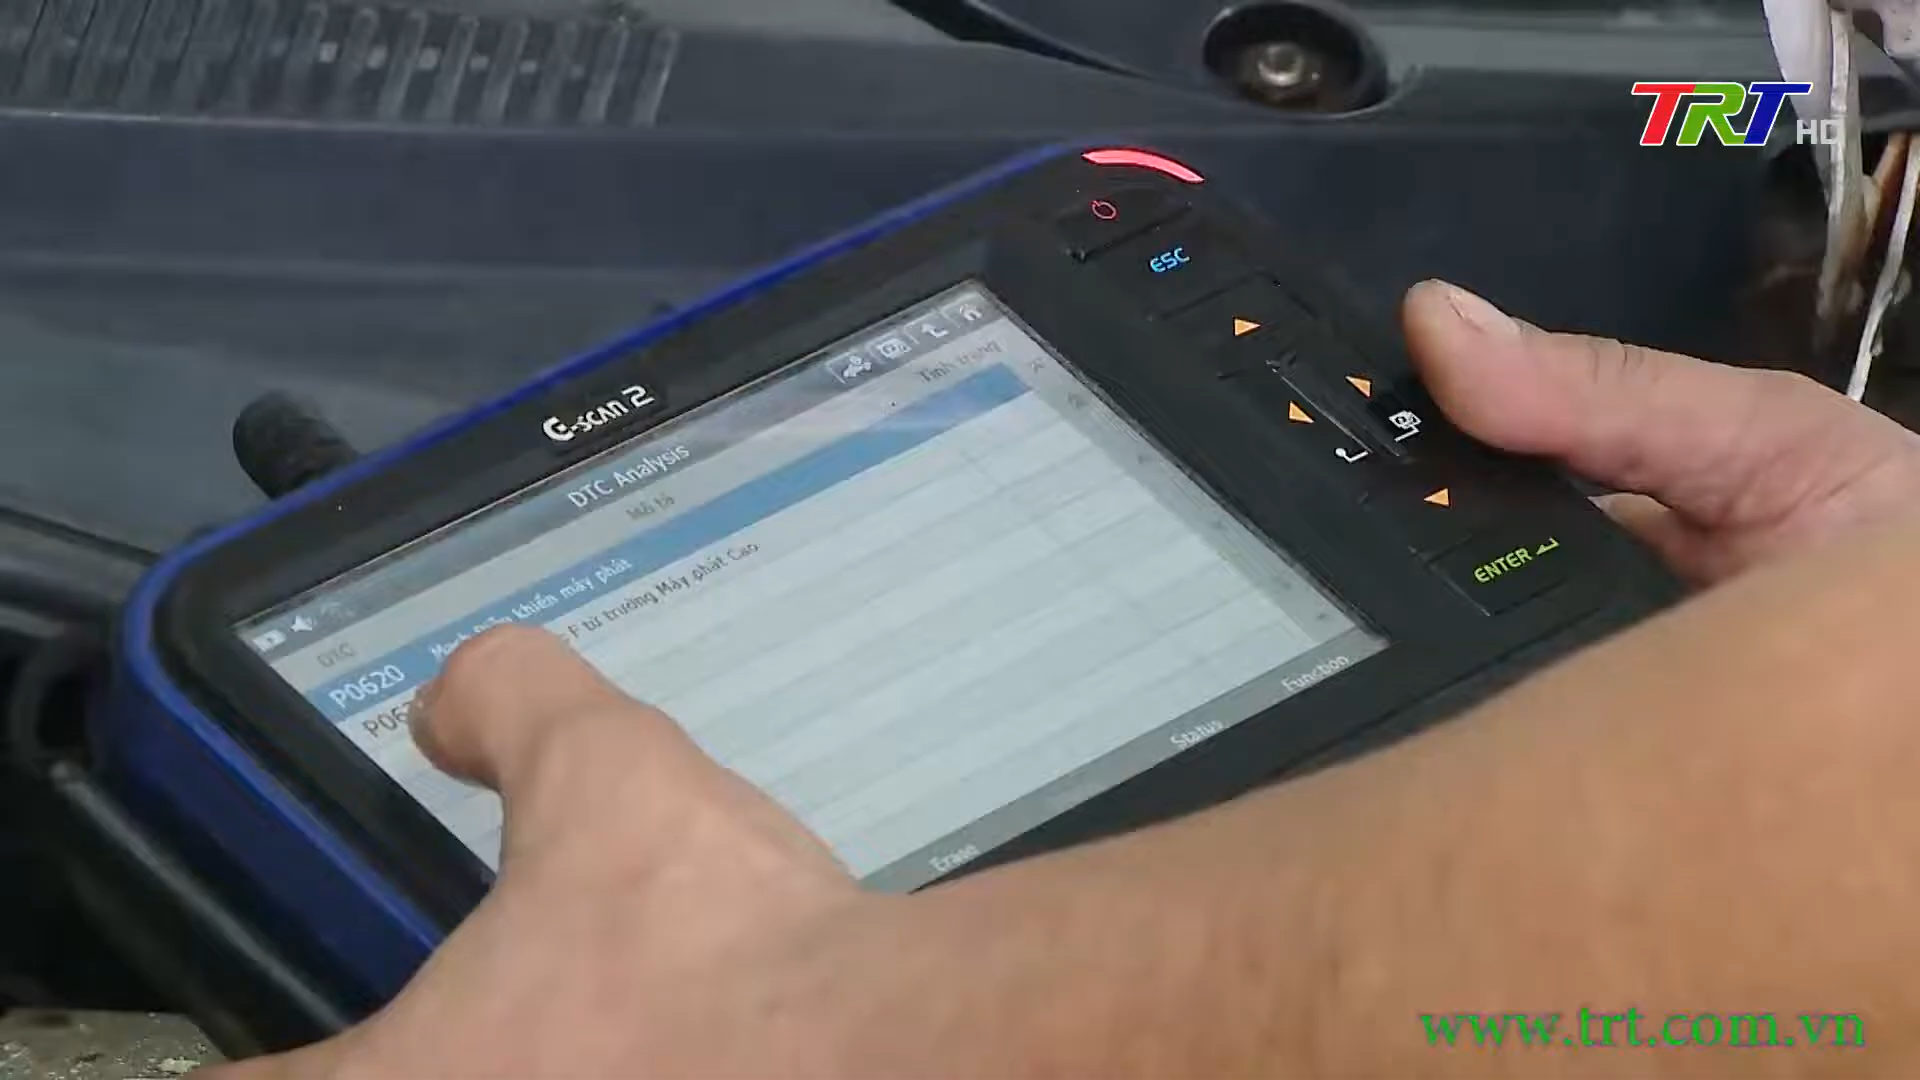 TRT HD
ESC
G-SCAN 2
DTC Analysis
Tình trạng
Mô tả
DTC
P0620 Mạch Điều khiển máy phát
F từ trường Máy phát Cao
ENTER
Erase
Status
Function
www.trt.com.vn